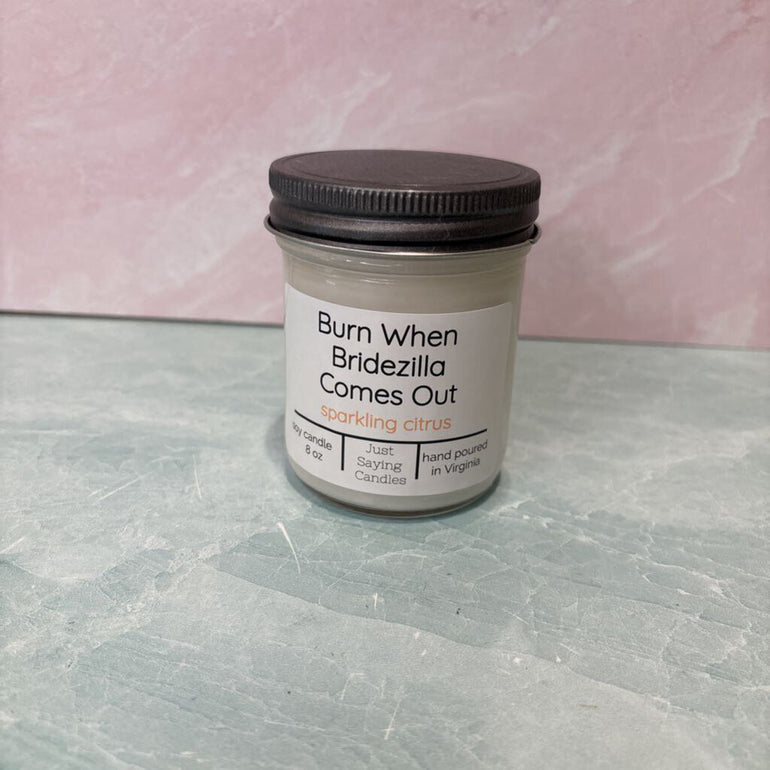 Burn When
Bridezilla
Comes Out
sparkling citrus
soy candle
8 oz
Just
Saying
Candles
hand poured
in Virginia